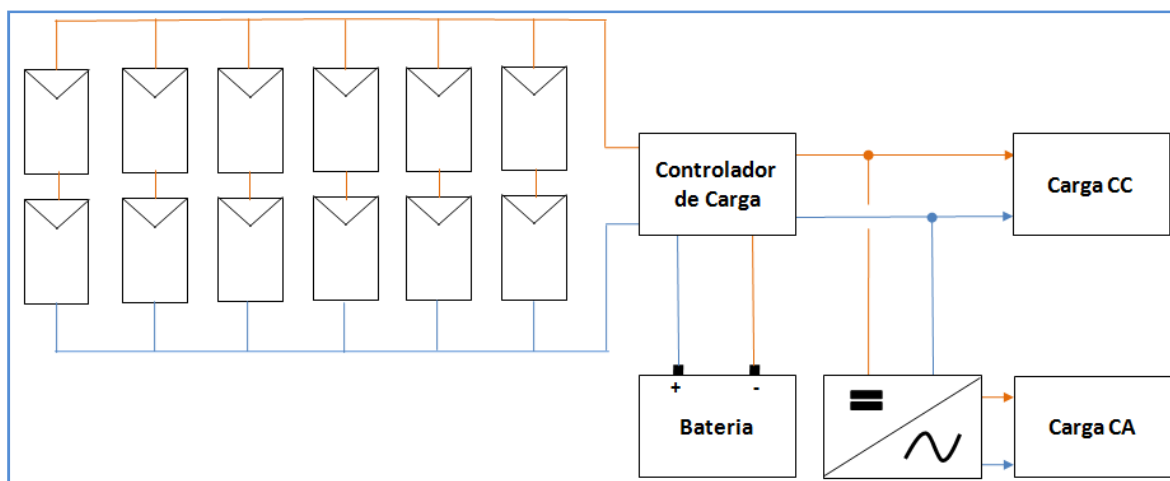 Controlador
de Carga
Carga CC
+ -
Bateria
Carga CA